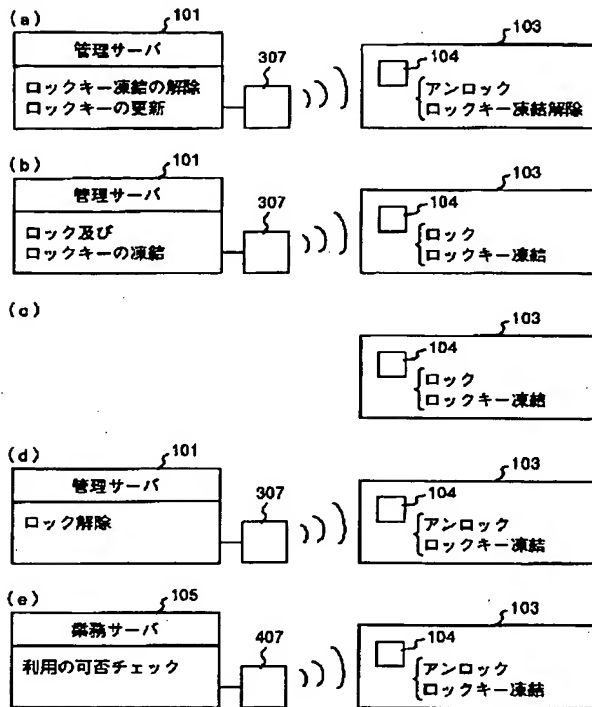 (a)
101
管理サーバ
ロックキー凍結の解除
ロックキーの更新
307
103
104
アンロック
ロックキー凍結解除
(b)
101
管理サーバ
ロック及び
ロックキーの凍結
307
103
104
ロック
ロックキー凍結
(c)
103
104
ロック
ロックキー凍結
(d)
101
管理サーバ
ロック解除
307
103
104
アンロック
ロックキー凍結
(e)
105
業務サーバ
利用の可否チェック
407
103
104
アンロック
ロックキー凍結